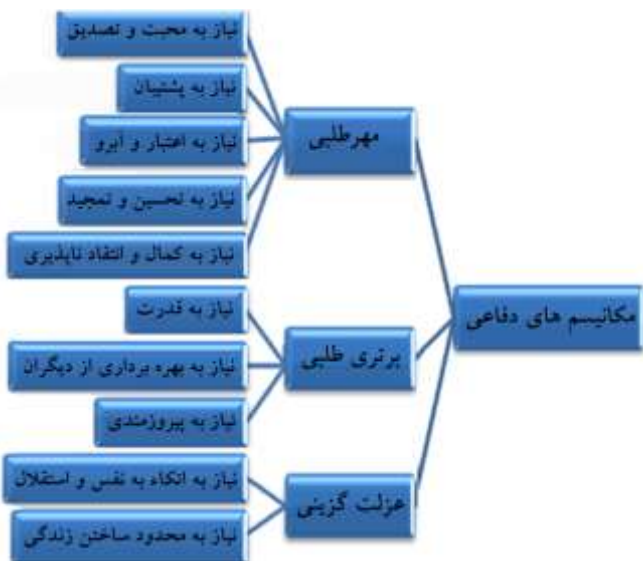 مکانیسم های دفاعی
مهرطلبی
نیاز به محبت و تصدیق
نیاز به پشتیبان
نیاز به اعتبار و آبرو
نیاز به تحسین و تمجید
نیاز به کمال و انتقاد ناپذیری
برتری طلبی
نیاز به قدرت
نیاز به بهره برداری از دیگران
نیاز به پیروزمندی
عزلت گزینی
نیاز به اتکاء به نفس و استقلال
نیاز به محدود ساختن زندگی